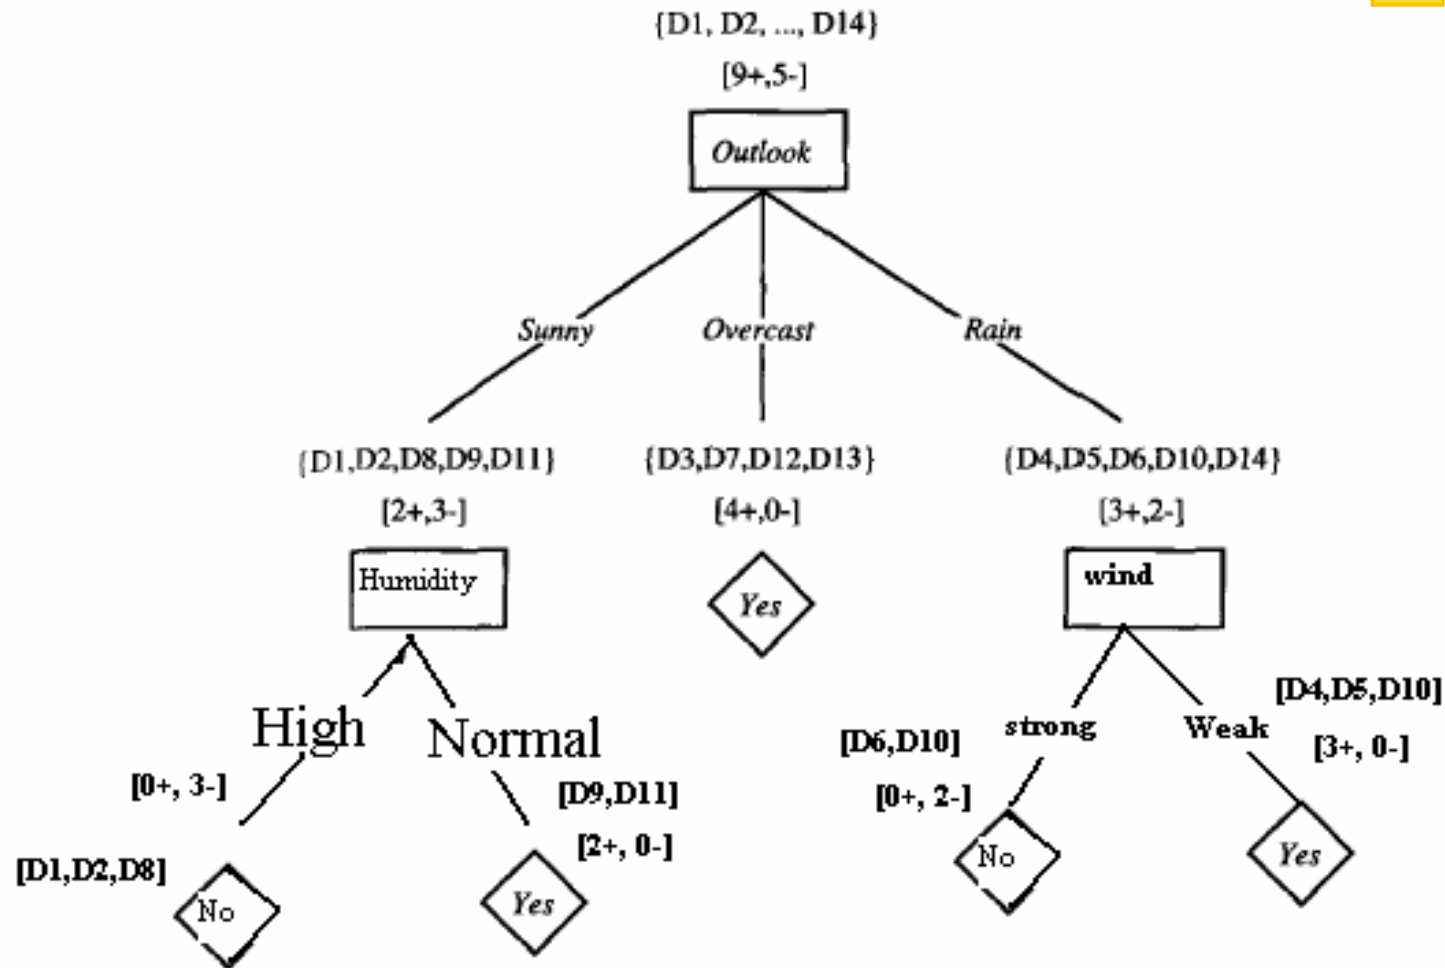 {D1, D2, ..., D14}
[9+,5-]
Outlook
Sunny
Overcast
Rain
{D1,D2,D8,D9,D11}
{D3,D7,D12,D13}
{D4,D5,D6,D10,D14}
[2+,3-]
[4+,0-]
[3+,2-]
Humidity
Yes
wind
High
Normal
[D6,D10]
strong
Weak
[D4,D5,D10]
[3+, 0-]
[0+, 3-]
[D9,D11]
[0+, 2-]
[2+, 0-]
[D1,D2,D8]
No
Yes
No
Yes